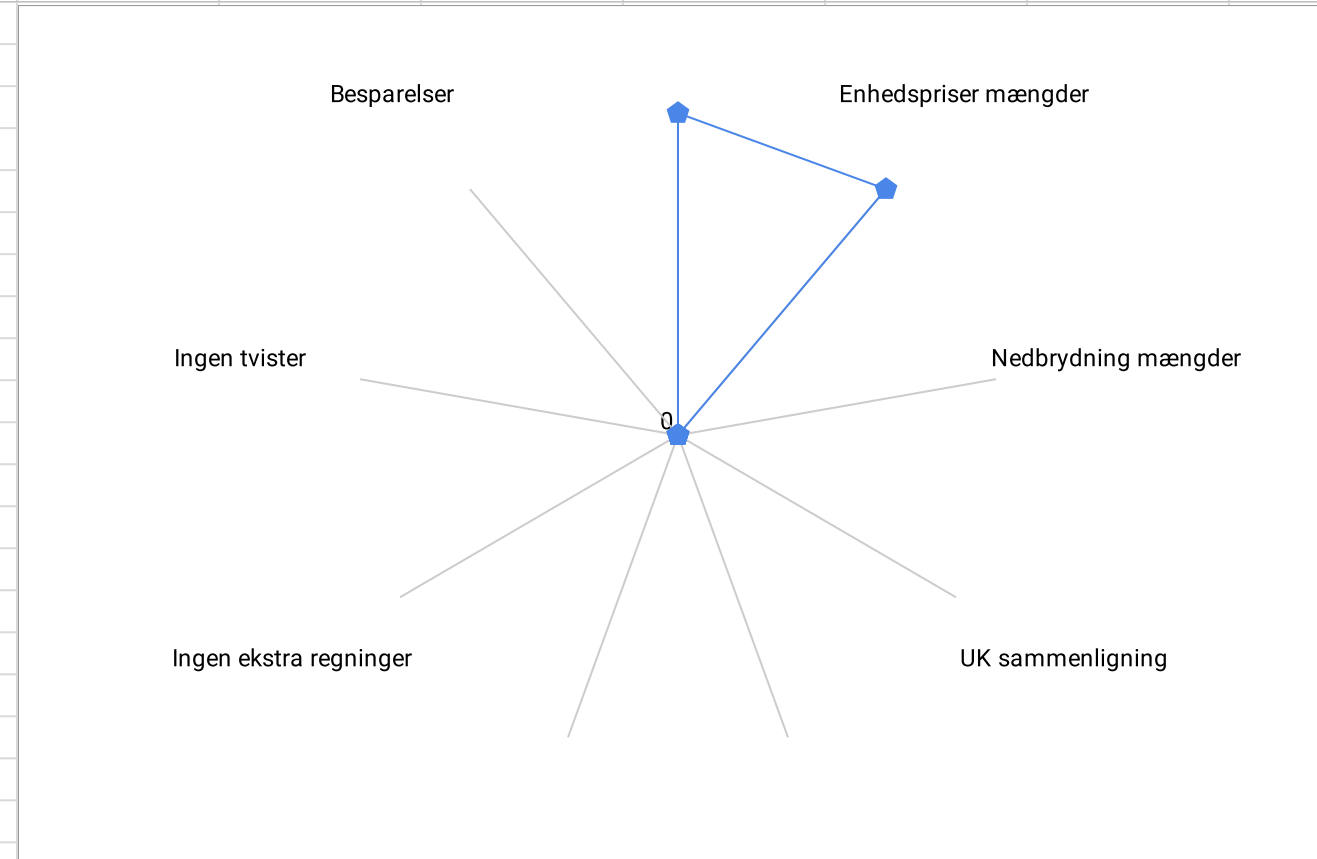 Besparelser
Enhedspriser mængder
Ingen tvister
Nedbrydning mængder
0
Ingen ekstra regninger
UK sammenligning